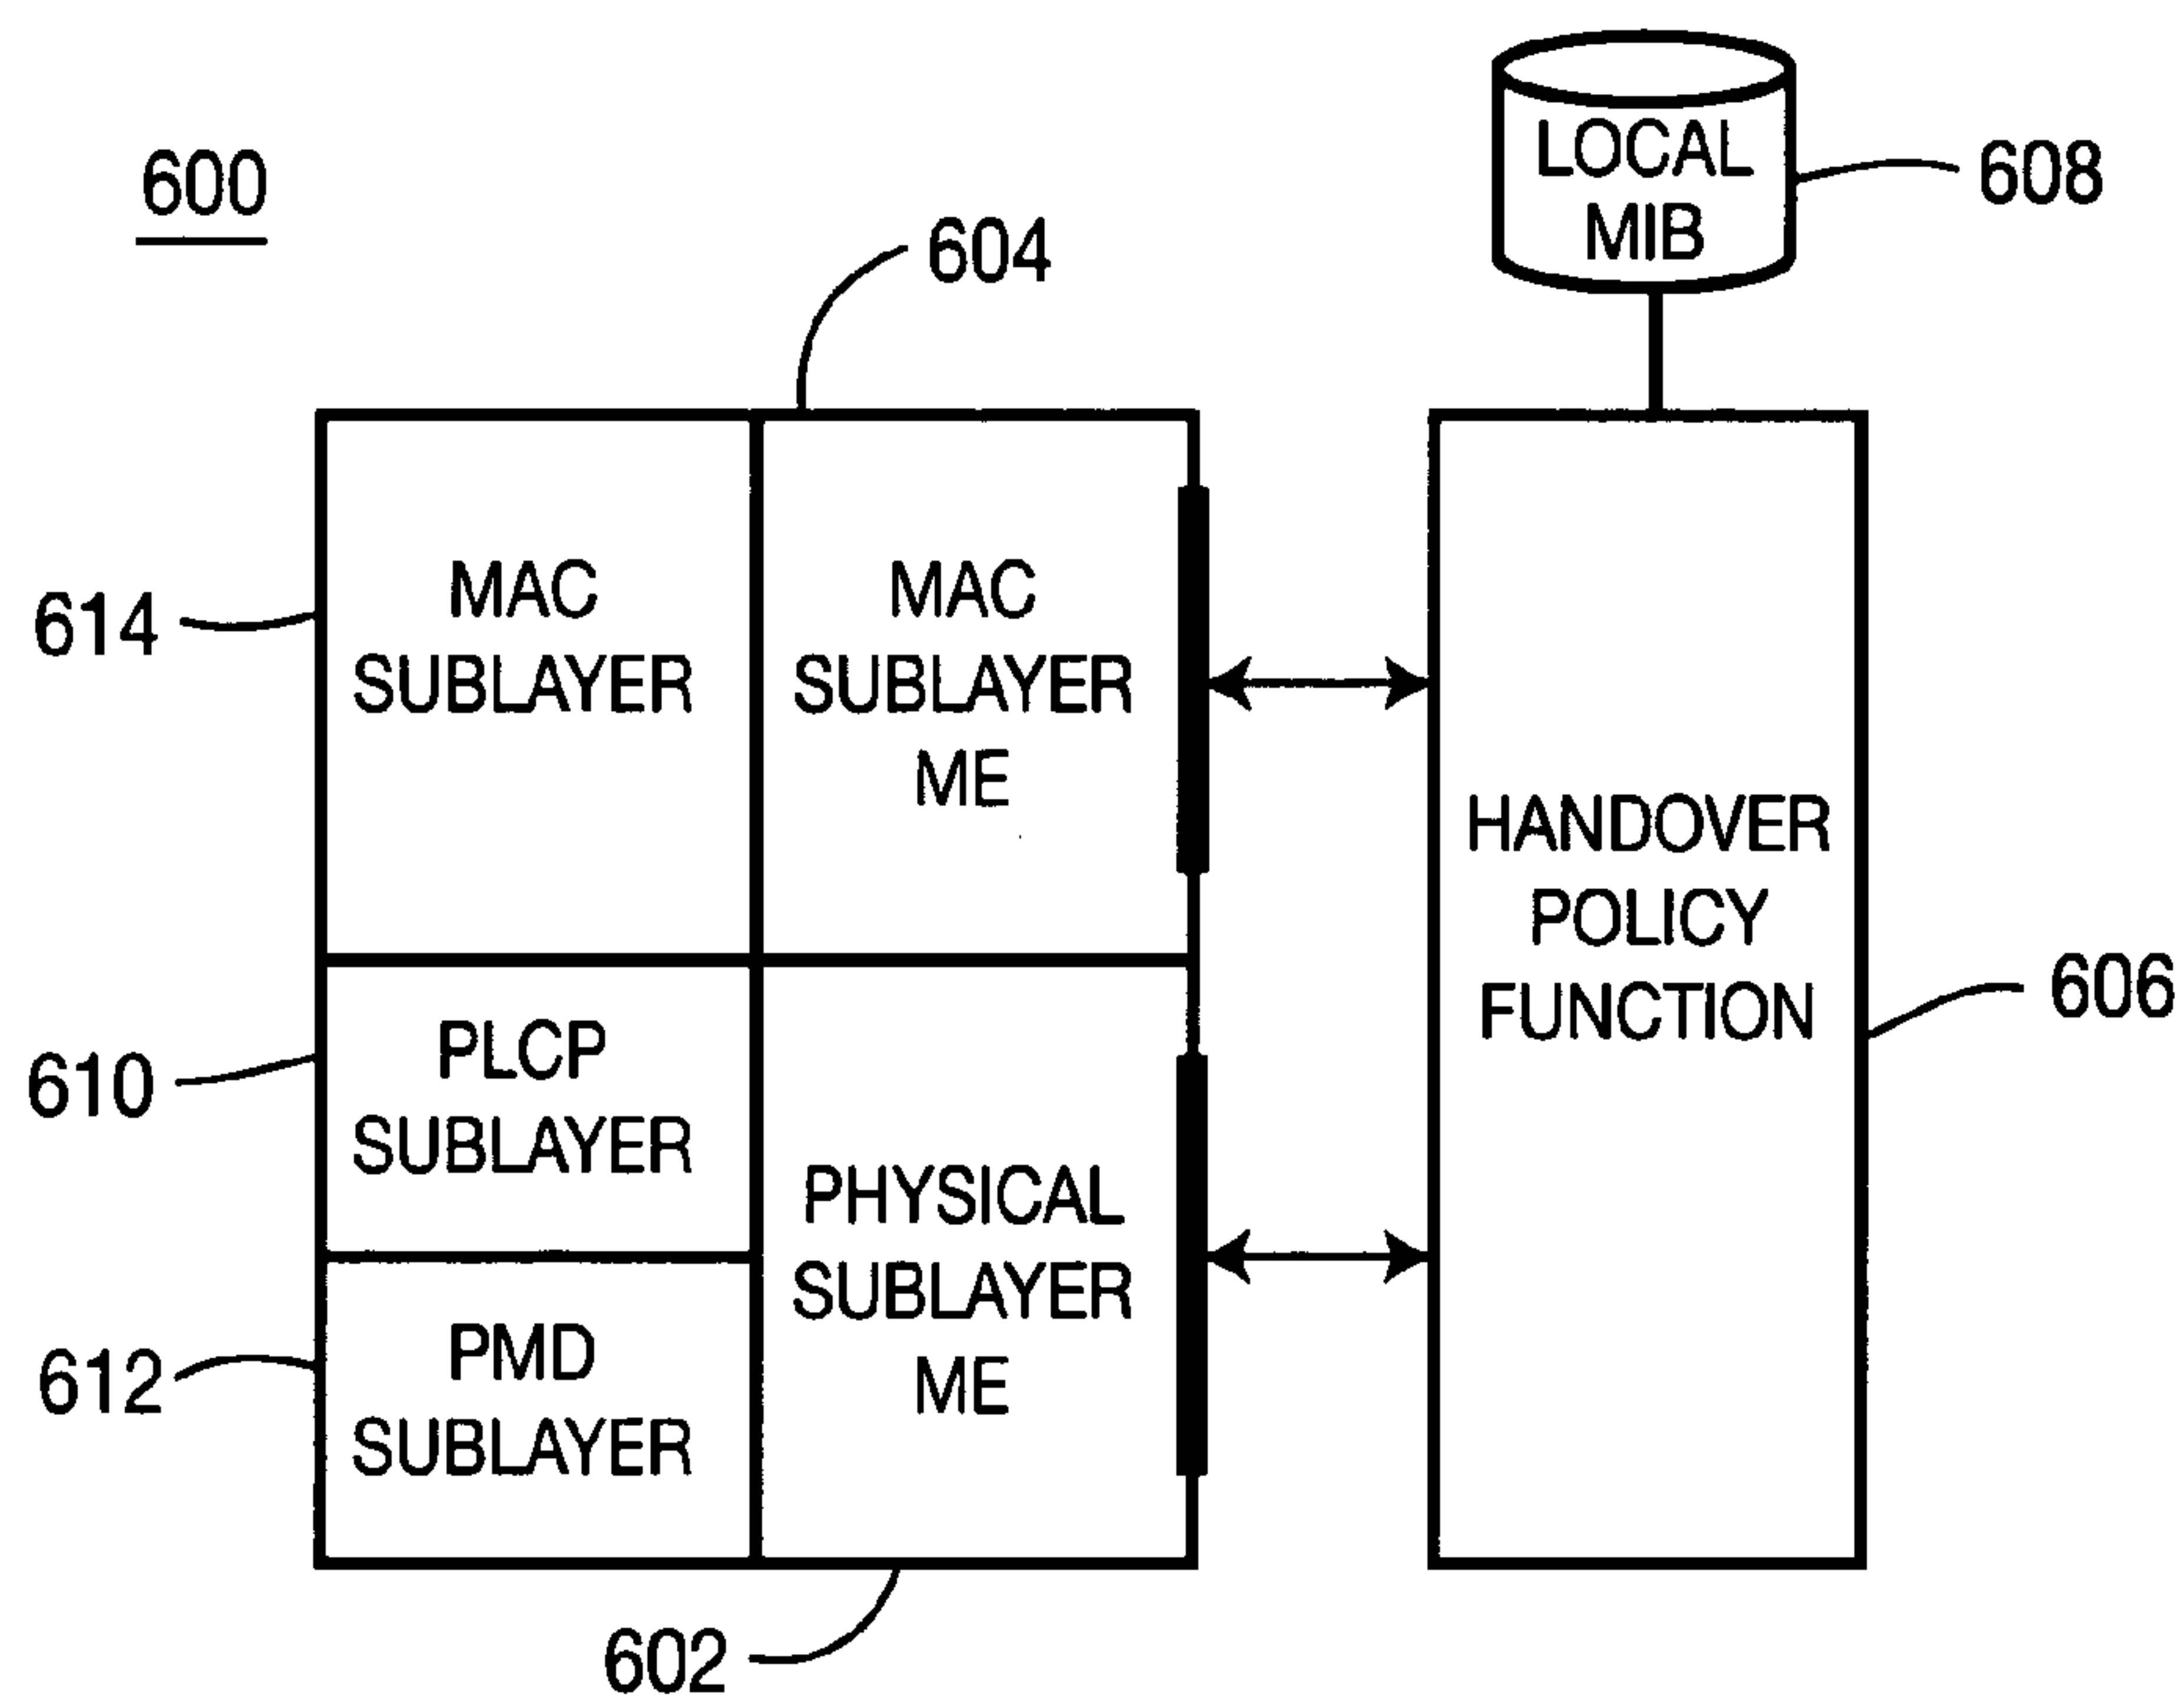 600
LOCAL
MIB
608
604
614
MAC
SUBLAYER
MAC
SUBLAYER
ME
HANDOVER
POLICY
FUNCTION
606
610
PLCP
SUBLAYER
PHYSICAL
SUBLAYER
ME
612
PMD
SUBLAYER
602